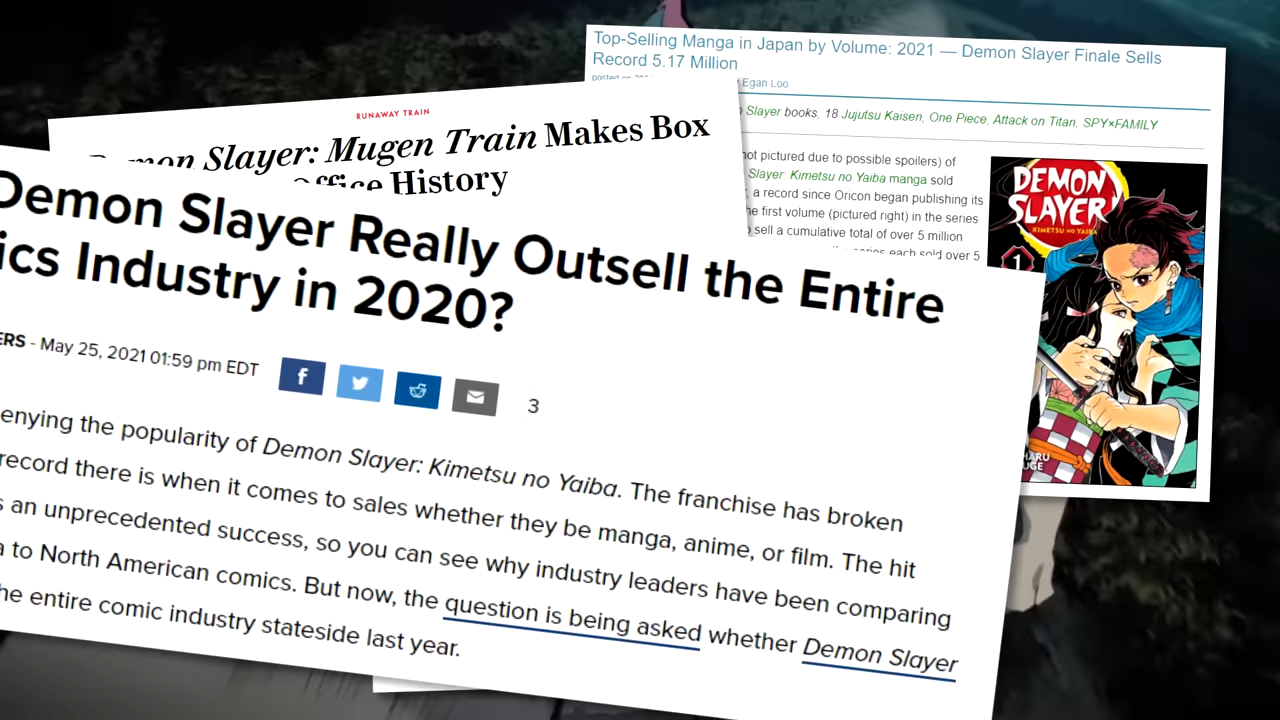 Top-Selling Manga in Japan by Volume: 2021 — Demon Slayer Finale Sells
Record 5.17 Million
Egan Loo
Slayer books, 18 Jujutsu Kaisen, One Piece, Attack on Titan, SPY×FAMILY
not pictured due to possible spoilers) of
Slayer: Kimetsu no Yaiba manga sold
a record since Oricon began publishing its
first volume (pictured right) in the series
sell a cumulative total of over 5 million
series each sold over 5
DEMON
SLAYER
KIMETSU NO YAIBA
1
RUNAWAY TRAIN
Demon Slayer: Mugen Train Makes Box
Office History
Demon Slayer Really Outsell the Entire
ics Industry in 2020?
ERS - May 25, 2021 01:59 pm EDT
3
enying the popularity of Demon Slayer: Kimetsu no Yaiba. The franchise has broken
record there is when it comes to sales whether they be manga, anime, or film. The hit
s an unprecedented success, so you can see why industry leaders have been comparing
a to North American comics. But now, the question is being asked whether Demon Slayer
he entire comic industry stateside last year.